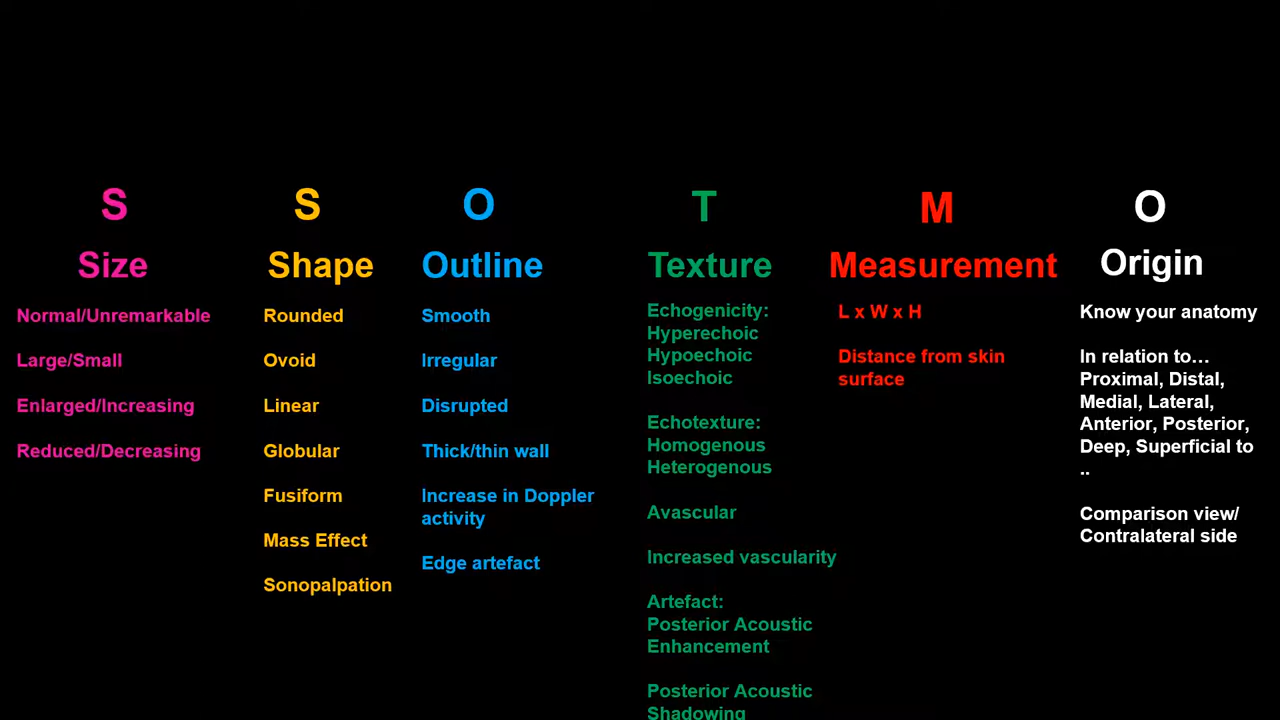 S
Size
Normal/Unremarkable
Large/Small
Enlarged/Increasing
Reduced/Decreasing
S
Shape
Rounded
Ovoid
Linear
Globular
Fusiform
Mass Effect
Sonopalpation
O
Outline
Smooth
Irregular
Disrupted
Thick/thin wall
Increase in Doppler
activity
Edge artefact
T
Texture
Echogenicity:
Hyperechoic
Hypoechoic
Isoechoic
Echotexture:
Homogenous
Heterogenous
Avascular
Increased vascularity
Artefact:
Posterior Acoustic
Enhancement
Posterior Acoustic
Shadowing
M
Measurement
L x W x H
Distance from skin
surface
O
Origin
Know your anatomy
In relation to…
Proximal, Distal,
Medial, Lateral,
Anterior, Posterior,
Deep, Superficial to
..
Comparison view/
Contralateral side